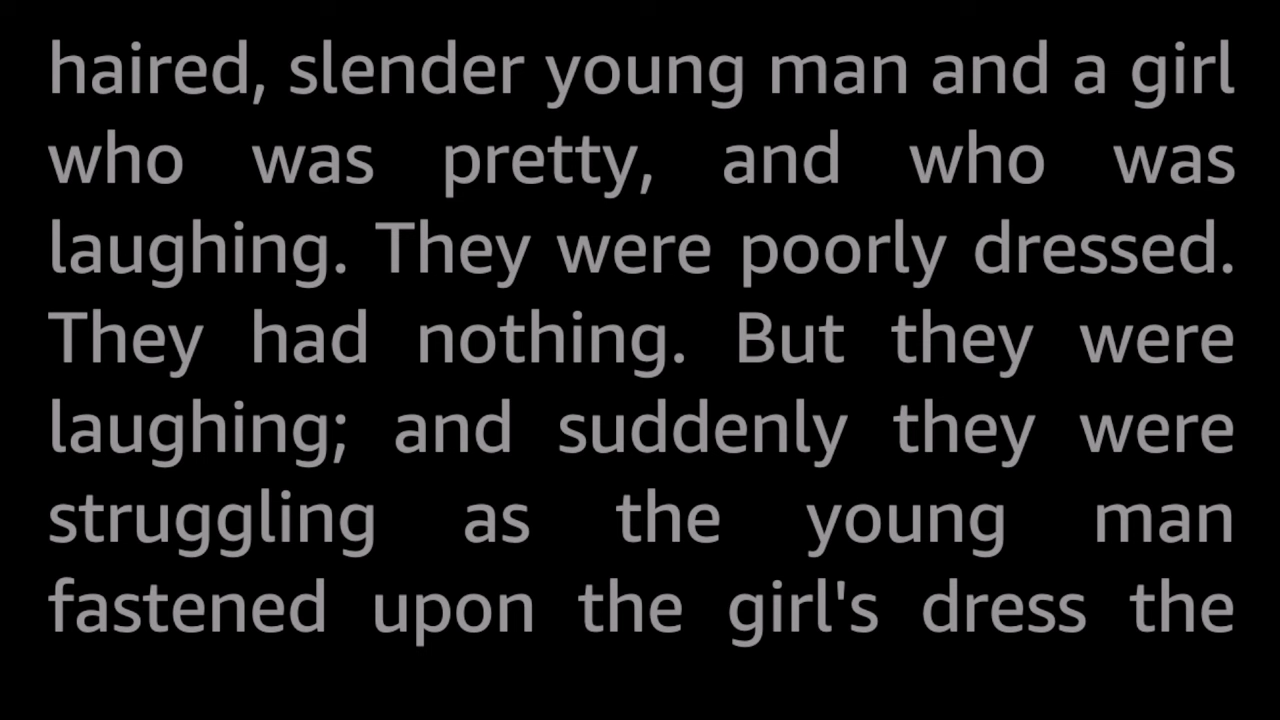 haired, slender young man and a girl
who was pretty, and who was
laughing. They were poorly dressed.
They had nothing. But they were
laughing; and suddenly they were
struggling as the young man
fastened upon the girl's dress the